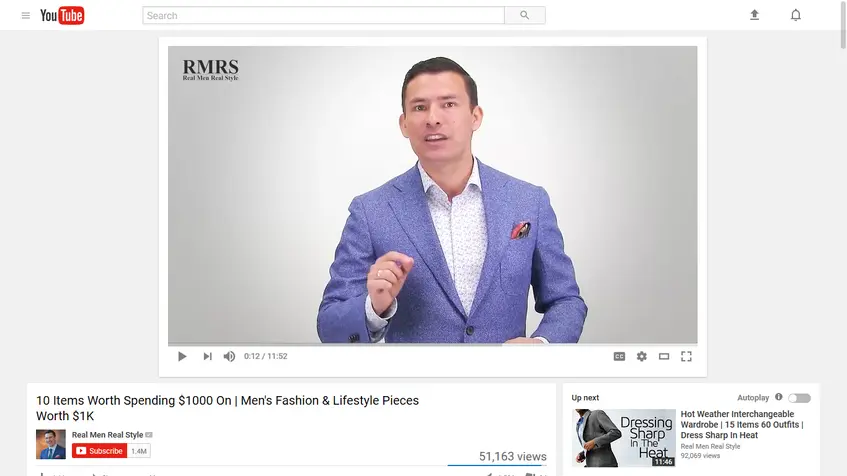 YouTube
Search
RMRS
Real Men Real Style
0:12 / 11:52
CC
10 Items Worth Spending $1000 On | Men's Fashion & Lifestyle Pieces
Worth $1K
Real Men Real Style
Subscribe 1.4M
51,163 views
Up next
Autoplay
Dressing
Sharp
In The
Heat
11:46
Hot Weather Interchangeable
Wardrobe | 15 Items 60 Outfits |
Dress Sharp In Heat
Real Men Real Style
92,069 views